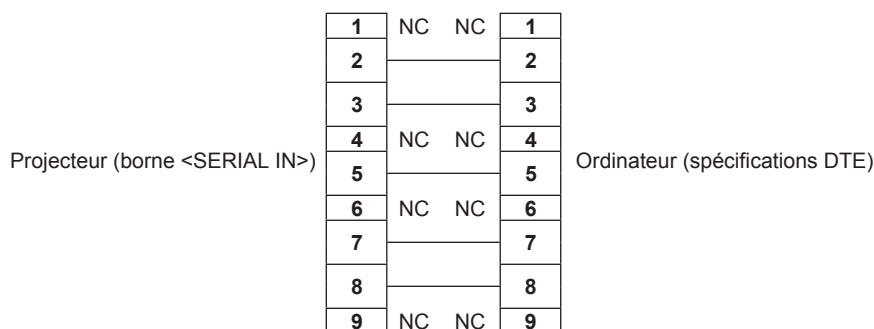 1 NC NC 1
2 2
3 3
4 NC NC 4
Projecteur (borne <SERIAL IN>) Ordinateur (spécifications DTE)
5 5
6 NC NC 6
7 7
8 8
9 NC NC 9